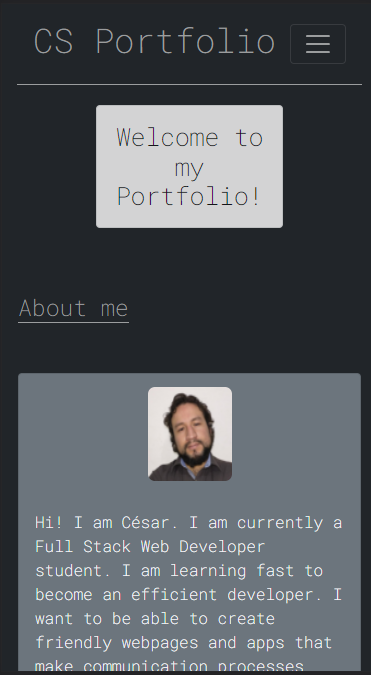 CS Portfolio
Welcome to
my
Portfolio!
About me
Hi! I am César. I am currently a
Full Stack Web Developer
student. I am learning fast to
become an efficient developer. I
want to be able to create
friendly webpages and apps that
make communication processes